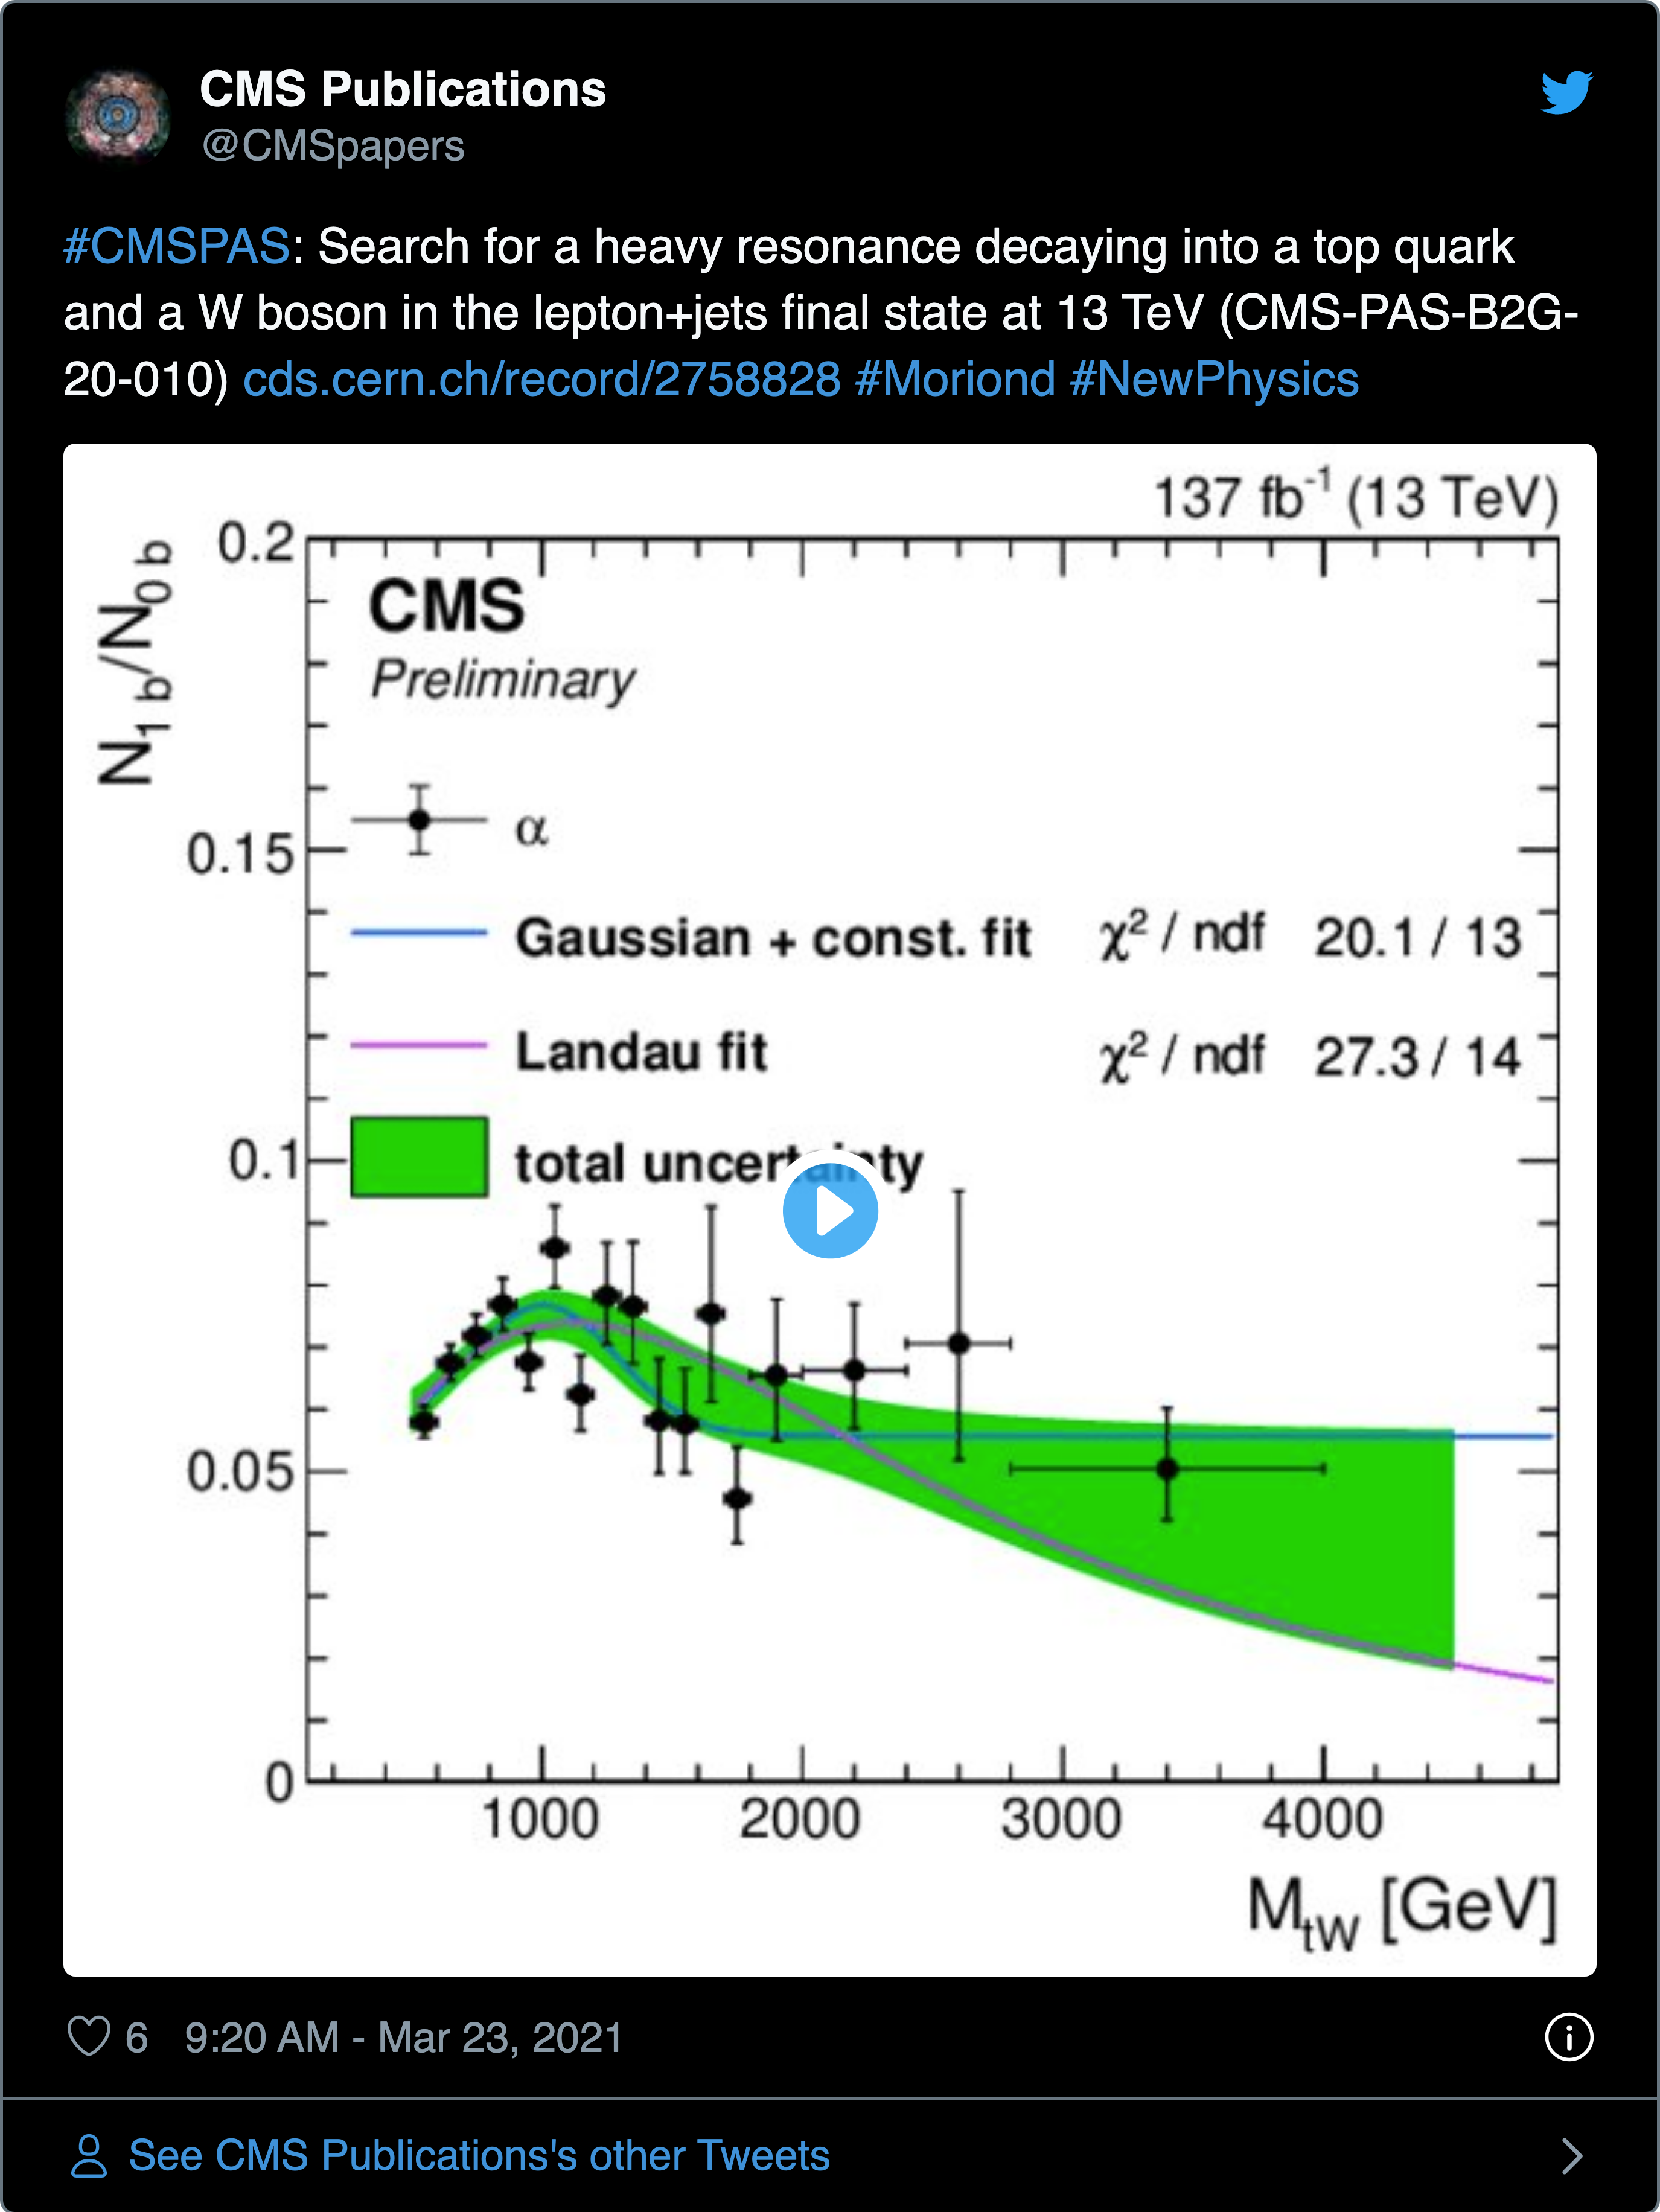 CMS Publications
@CMSpapers
#CMSPAS: Search for a heavy resonance decaying into a top quark
and a W boson in the lepton+jets final state at 13 TeV (CMS-PAS-B2G-
20-010) cds.cern.ch/record/2758828 #Moriond #NewPhysics
137 fb⁻¹ (13 TeV)
N₁ b/N₀ b
0.2
CMS
Preliminary
α
0.15
Gaussian + const. fit χ² / ndf 20.1 / 13
Landau fit χ² / ndf 27.3 / 14
0.1
total uncertainty
0.05
0
1000 2000 3000 4000
MtW [GeV]
6 9:20 AM - Mar 23, 2021
See CMS Publications's other Tweets